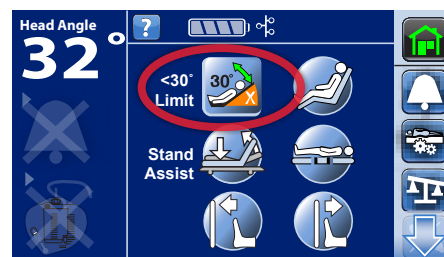 Head Angle
32°
?
<30°
Limit
30°
X
Stand
Assist